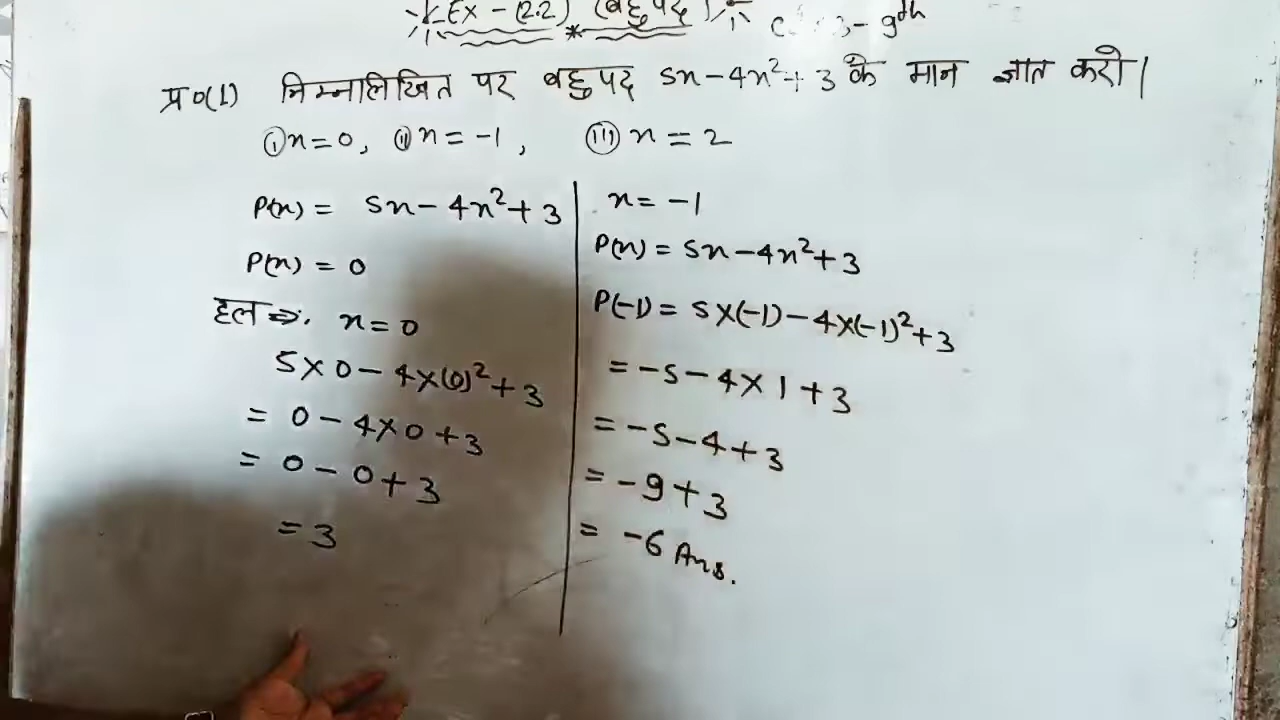 Ex - (2.2) (बहुपद)
9th
प्र०(1) निम्नलिखित पर बहुपद 5x - 4x² + 3 के मान ज्ञात करो।
(i) x = 0, (ii) x = -1, (iii) x = 2
P(x) = 5x - 4x² + 3
P(x) = 0
हल ⇒. x = 0
5 × 0 - 4×(0)² + 3
= 0 - 4×0 + 3
= 0 - 0 + 3
= 3
x = -1
P(x) = 5x - 4x² + 3
P(-1) = 5×(-1) - 4×(-1)² + 3
= -5 - 4 × 1 + 3
= -5 - 4 + 3
= -9 + 3
= -6 Ans.